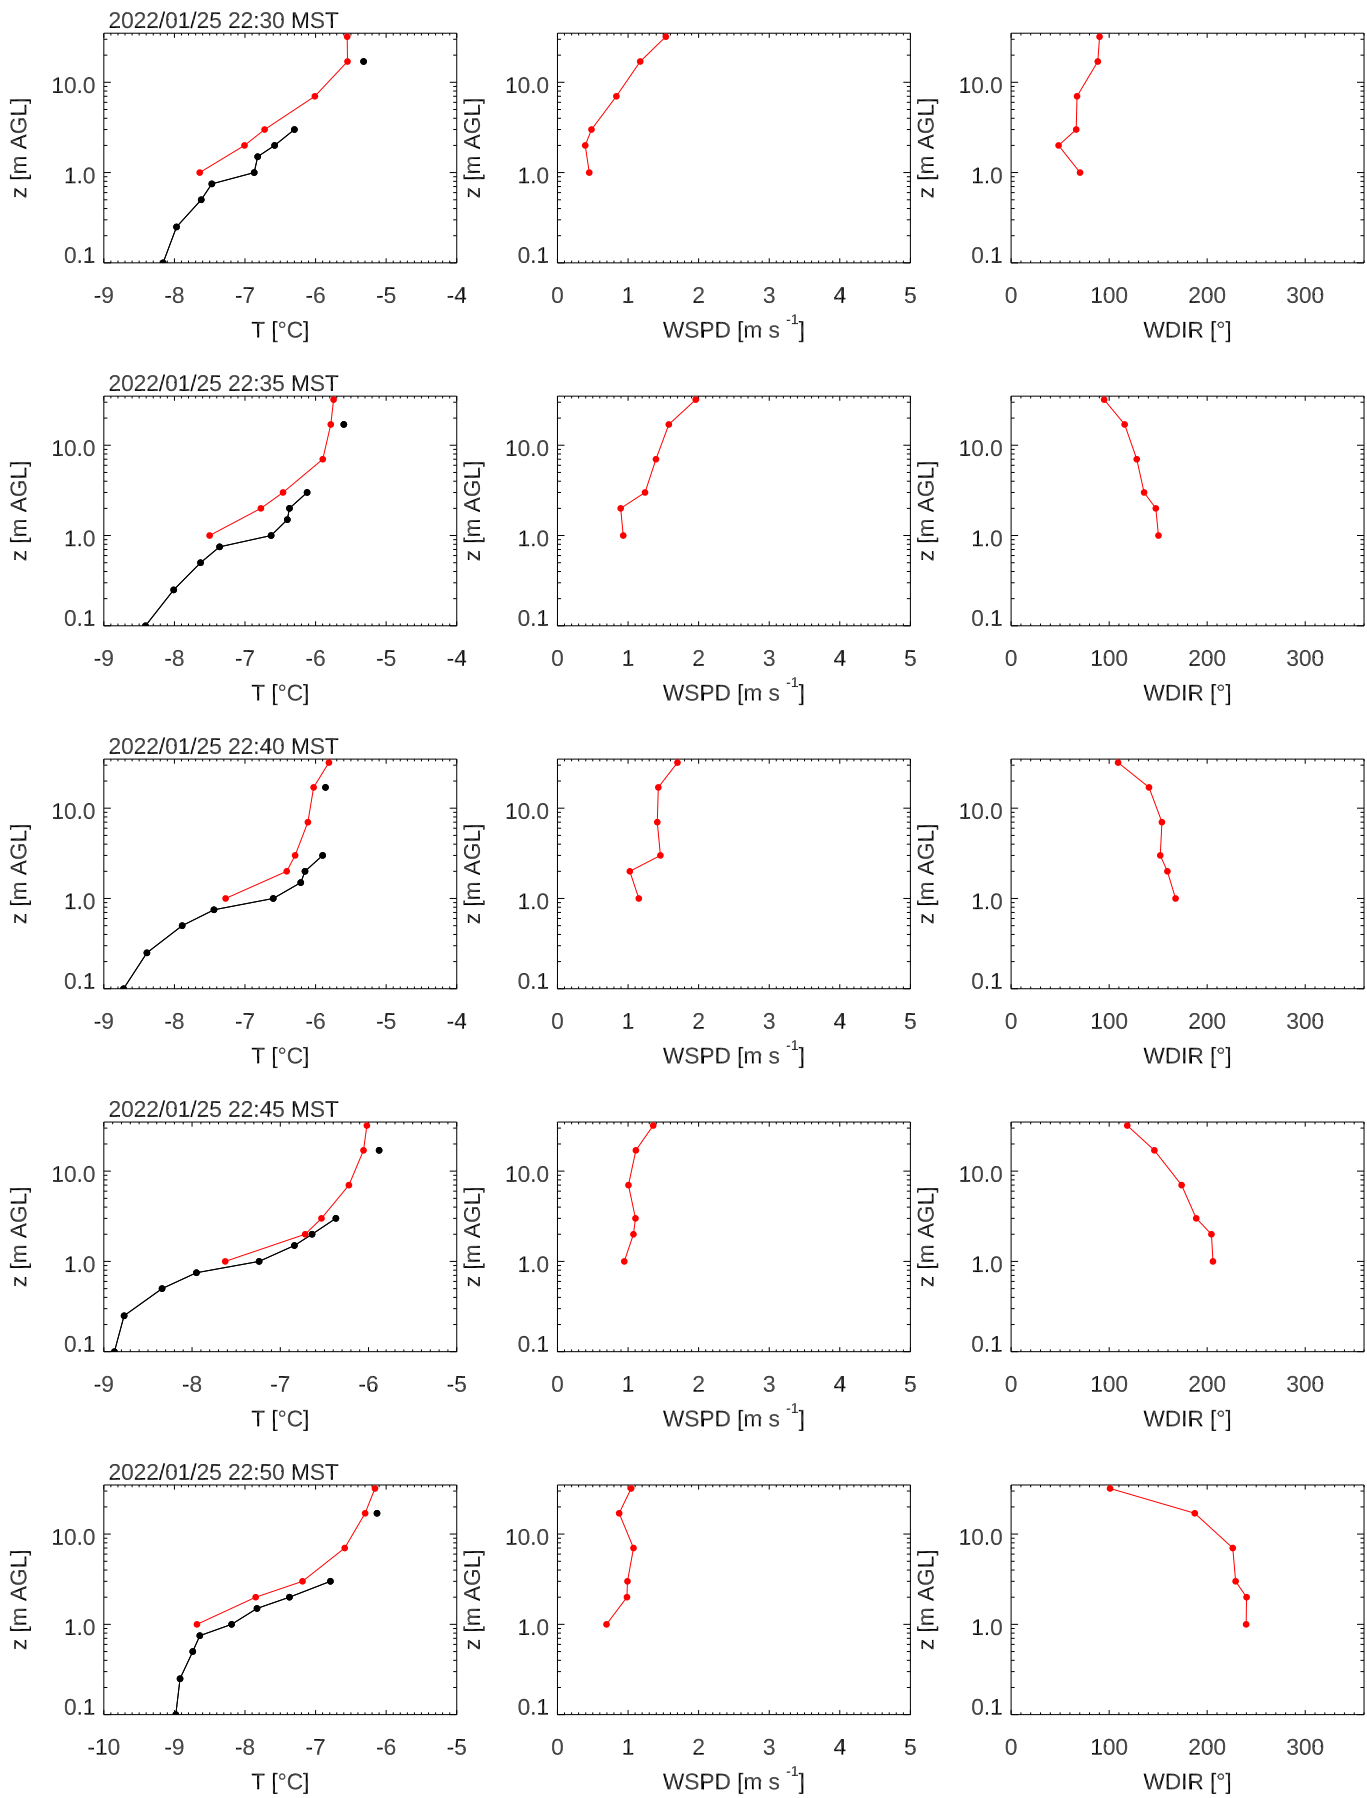 2022/01/25 22:30 MST
10.0
1.0
0.1
z [m AGL]
-9 -8 -7 -6 -5 -4
T [°C]
10.0
1.0
0.1
z [m AGL]
0 1 2 3 4 5
WSPD [m s -1]
10.0
1.0
0.1
z [m AGL]
0 100 200 300
WDIR [°]
2022/01/25 22:35 MST
10.0
1.0
0.1
z [m AGL]
-9 -8 -7 -6 -5 -4
T [°C]
10.0
1.0
0.1
z [m AGL]
0 1 2 3 4 5
WSPD [m s -1]
10.0
1.0
0.1
z [m AGL]
0 100 200 300
WDIR [°]
2022/01/25 22:40 MST
10.0
1.0
0.1
z [m AGL]
-9 -8 -7 -6 -5 -4
T [°C]
10.0
1.0
0.1
z [m AGL]
0 1 2 3 4 5
WSPD [m s -1]
10.0
1.0
0.1
z [m AGL]
0 100 200 300
WDIR [°]
2022/01/25 22:45 MST
10.0
1.0
0.1
z [m AGL]
-9 -8 -7 -6 -5
T [°C]
10.0
1.0
0.1
z [m AGL]
0 1 2 3 4 5
WSPD [m s -1]
10.0
1.0
0.1
z [m AGL]
0 100 200 300
WDIR [°]
2022/01/25 22:50 MST
10.0
1.0
0.1
z [m AGL]
-10 -9 -8 -7 -6 -5
T [°C]
10.0
1.0
0.1
z [m AGL]
0 1 2 3 4 5
WSPD [m s -1]
10.0
1.0
0.1
z [m AGL]
0 100 200 300
WDIR [°]